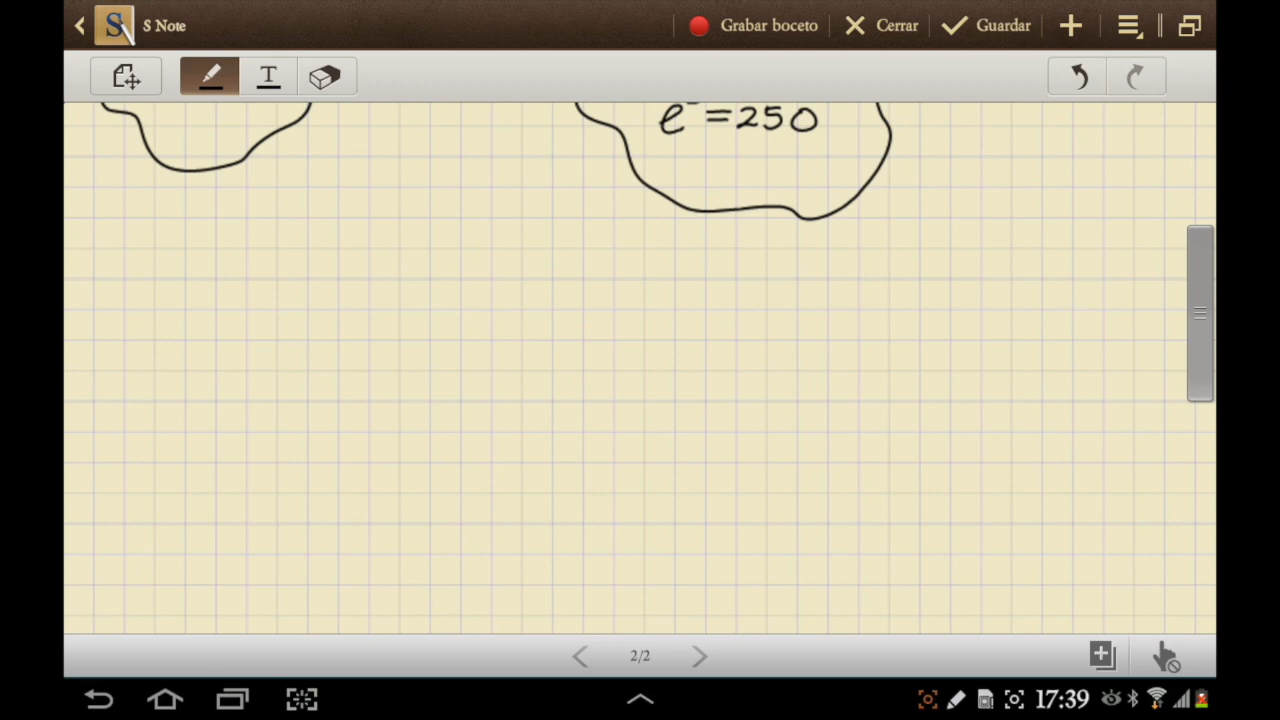 S Note
Grabar boceto
Cerrar
Guardar
T
e⁻ = 250
2/2
17:39